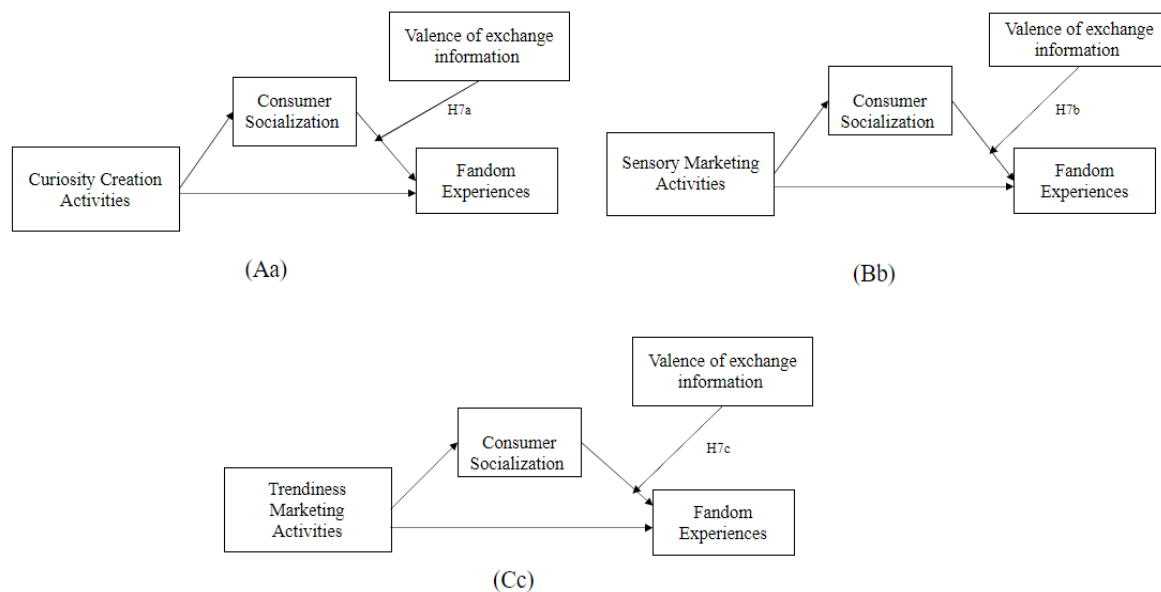 Valence of exchange
information
Consumer
Socialization
H7a
Curiosity Creation
Activities
Fandom
Experiences
(Aa)
Valence of exchange
information
Consumer
Socialization
H7b
Sensory Marketing
Activities
Fandom
Experiences
(Bb)
Valence of exchange
information
Consumer
Socialization
H7c
Trendiness
Marketing
Activities
Fandom
Experiences
(Cc)